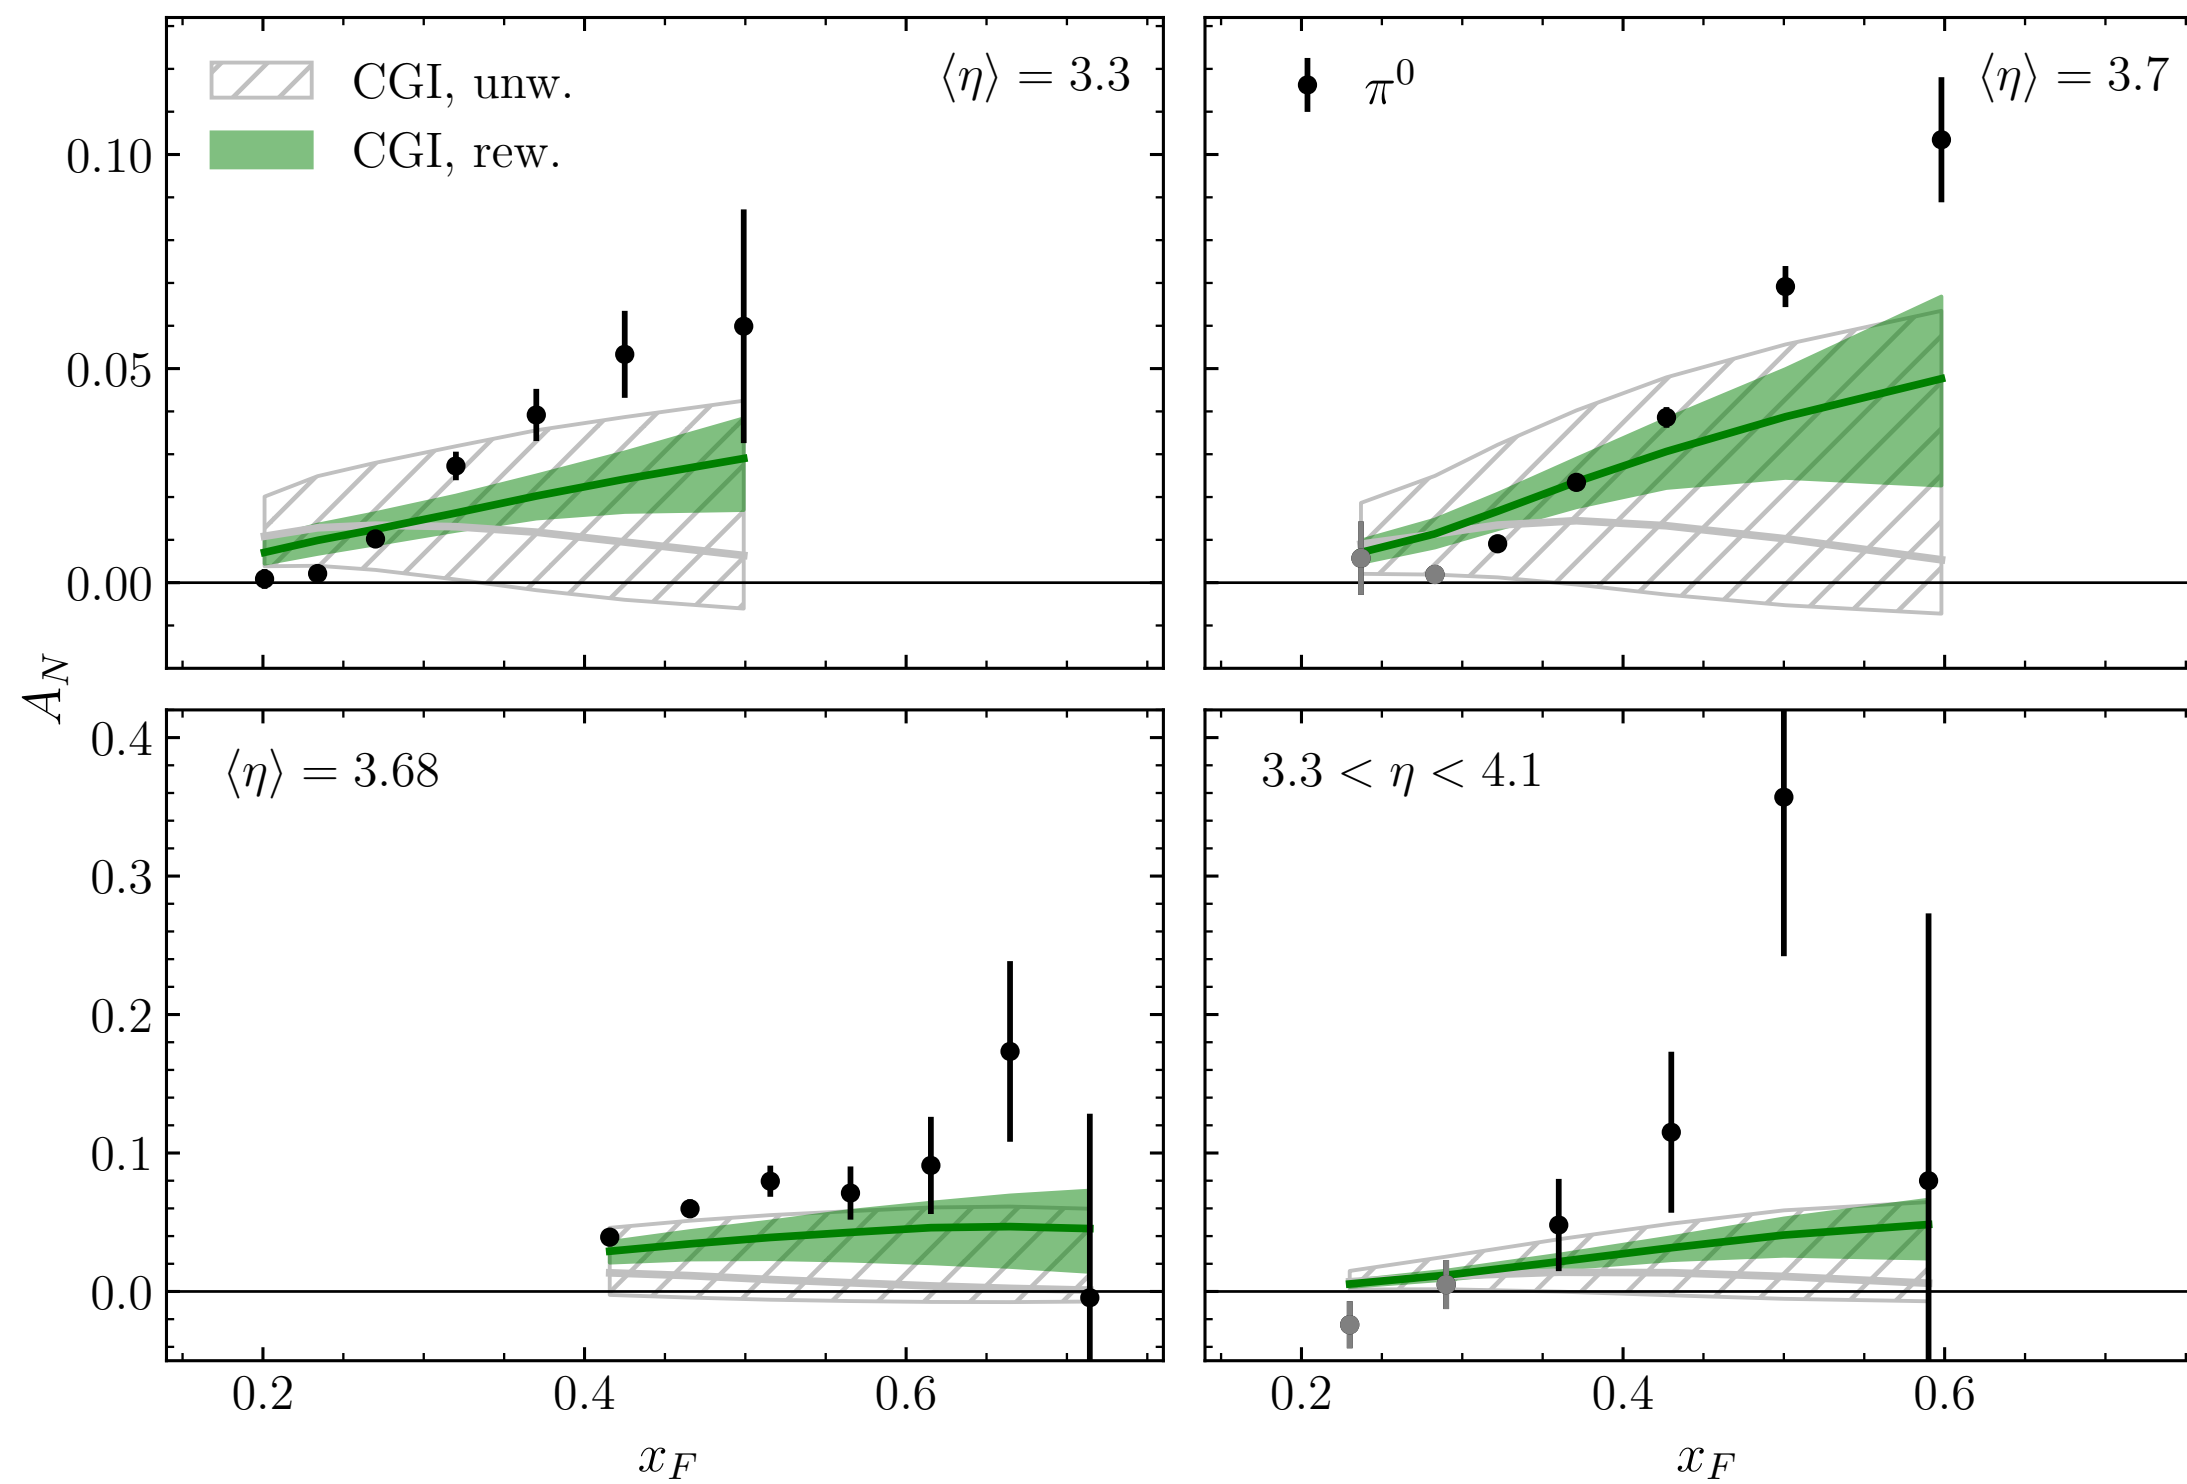 CGI, unw.
CGI, rew.
⟨η⟩ = 3.3
π⁰
⟨η⟩ = 3.7
0.10
0.05
0.00
A_N
⟨η⟩ = 3.68
3.3 < η < 4.1
0.4
0.3
0.2
0.1
0.0
0.2 0.4 0.6
0.2 0.4 0.6
x_F
x_F